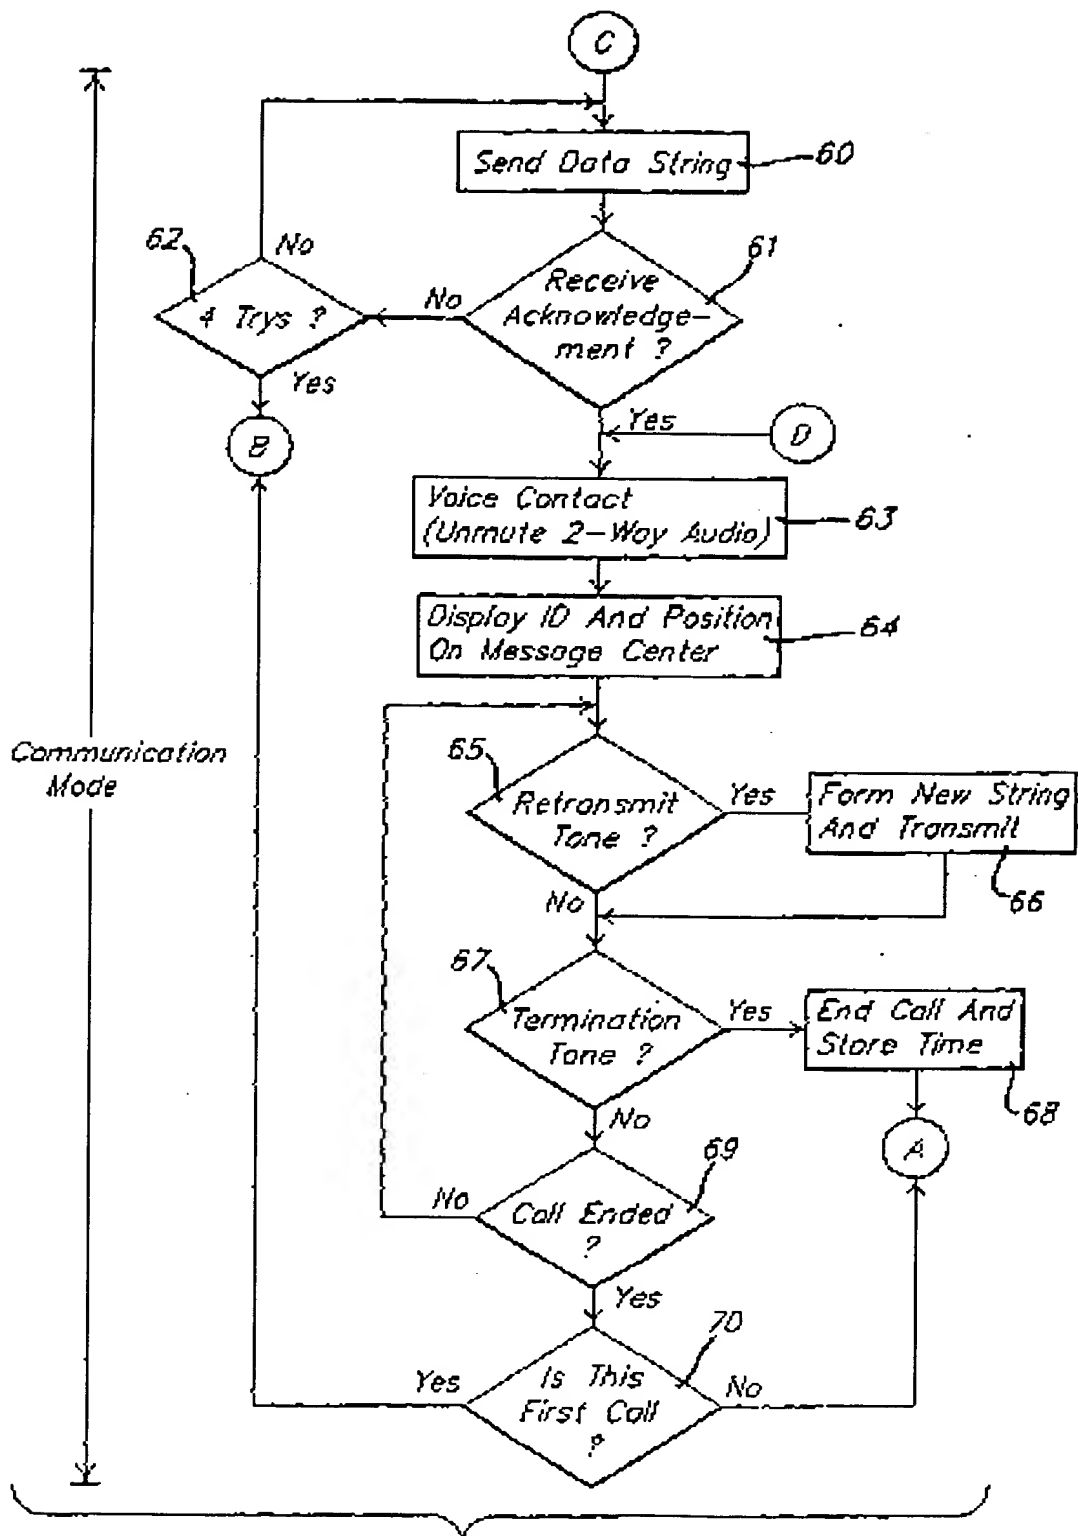 C
Send Data String
60
62
No
61
4 Trys ?
No
Receive
Acknowledge-
ment ?
Yes
Yes
D
B
Voice Contact
(Unmute 2-Way Audio)
63
Display ID And Position
On Message Center
64
Communication
Mode
65
Retransmit
Tone ?
Yes
Form New String
And Transmit
66
No
67
Termination
Tone ?
Yes
End Call And
Store Time
68
No
A
69
No
Call Ended
?
Yes
70
Yes
Is This
First Call
?
No